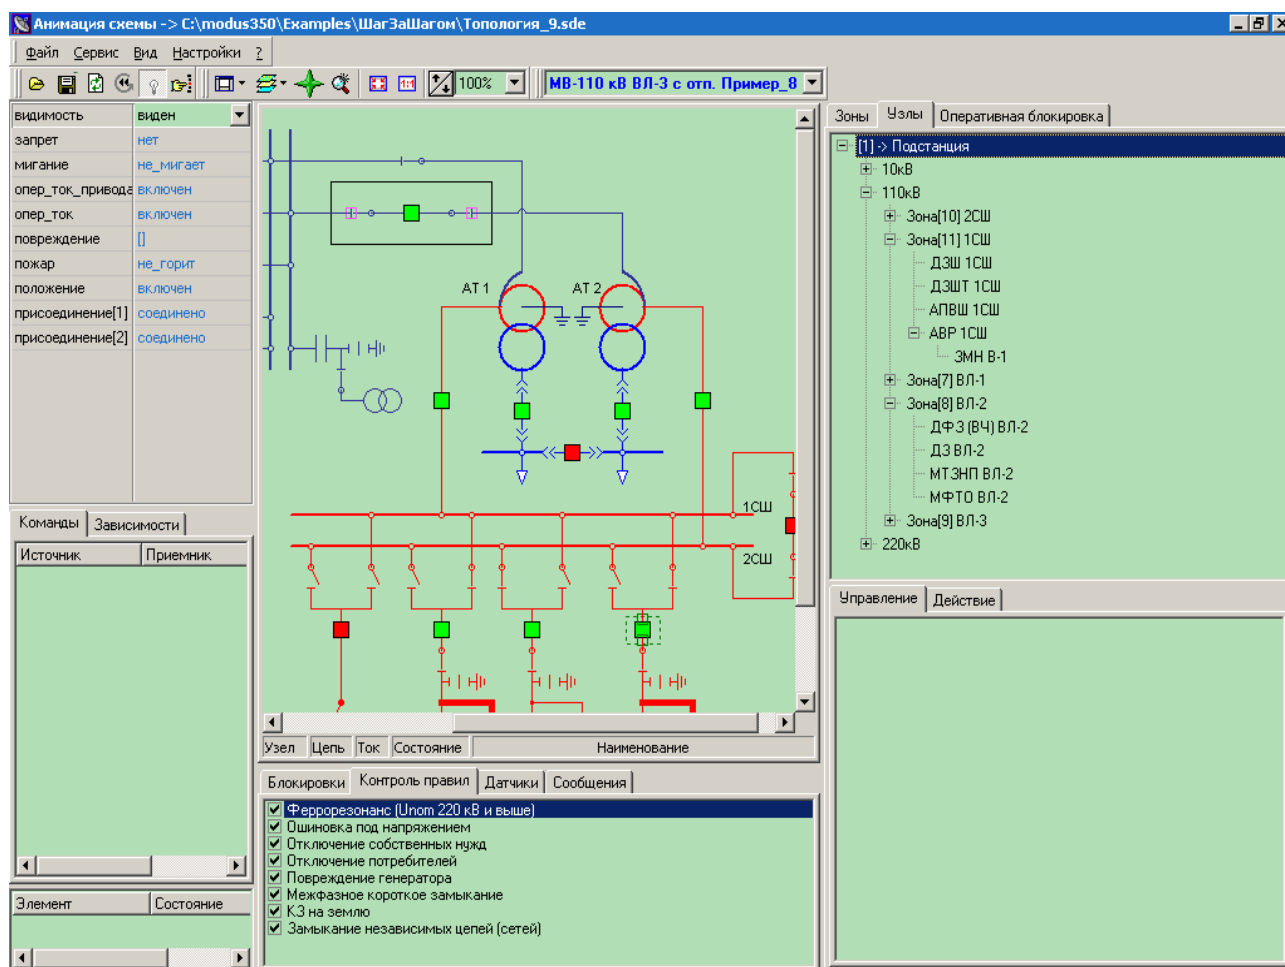 Анимация схемы -> C:\modus350\Examples\ШагЗаШагом\Топология_9.sde
Файл Сервис Вид Настройки ?
1:1 100% МВ-110 кВ ВЛ-3 с отп. Пример_8
видимость виден
запрет нет
мигание не_мигает
опер_ток_привода включен
опер_ток включен
повреждение []
пожар не_горит
положение включен
присоединение[1] соединено
присоединение[2] соединено
Команды Зависимости
Источник Приемник
Элемент Состояние
АТ 1 АТ 2
1СШ
2СШ
Узел Цепь Ток Состояние Наименование
Блокировки Контроль правил Датчики Сообщения
Феррорезонанс (Unom 220 кВ и выше)
Ошиновка под напряжением
Отключение собственных нужд
Отключение потребителей
Повреждение генератора
Межфазное короткое замыкание
КЗ на землю
Замыкание независимых цепей (сетей)
Зоны Узлы Оперативная блокировка
[1] -> Подстанция
10кВ
110кВ
Зона[10] 2СШ
Зона[11] 1СШ
ДЗШ 1СШ
ДЗШТ 1СШ
АПВШ 1СШ
АВР 1СШ
ЗМН В-1
Зона[7] ВЛ-1
Зона[8] ВЛ-2
ДФЗ (ВЧ) ВЛ-2
ДЗ ВЛ-2
МТЗНП ВЛ-2
МФТО ВЛ-2
Зона[9] ВЛ-3
220кВ
Управление Действие